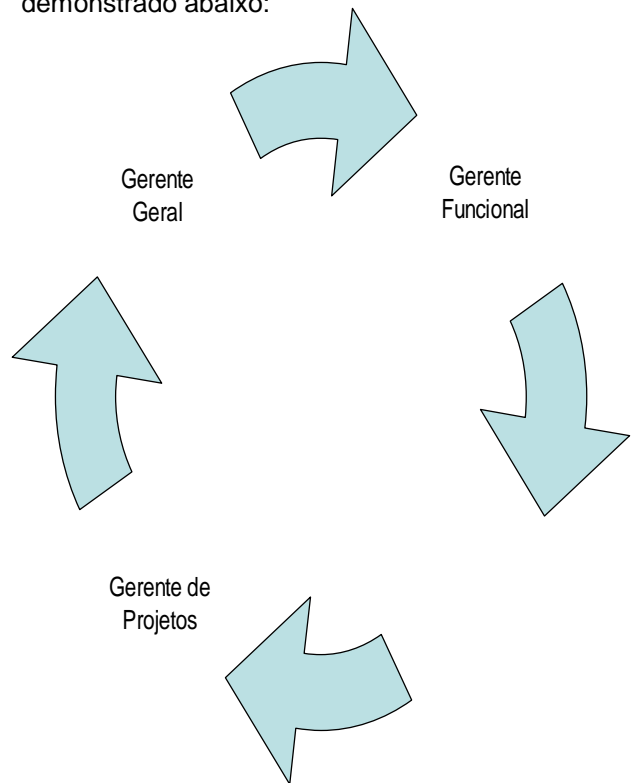 demonstrado abaixo:
Gerente
Geral
Gerente
Funcional
Gerente de
Projetos